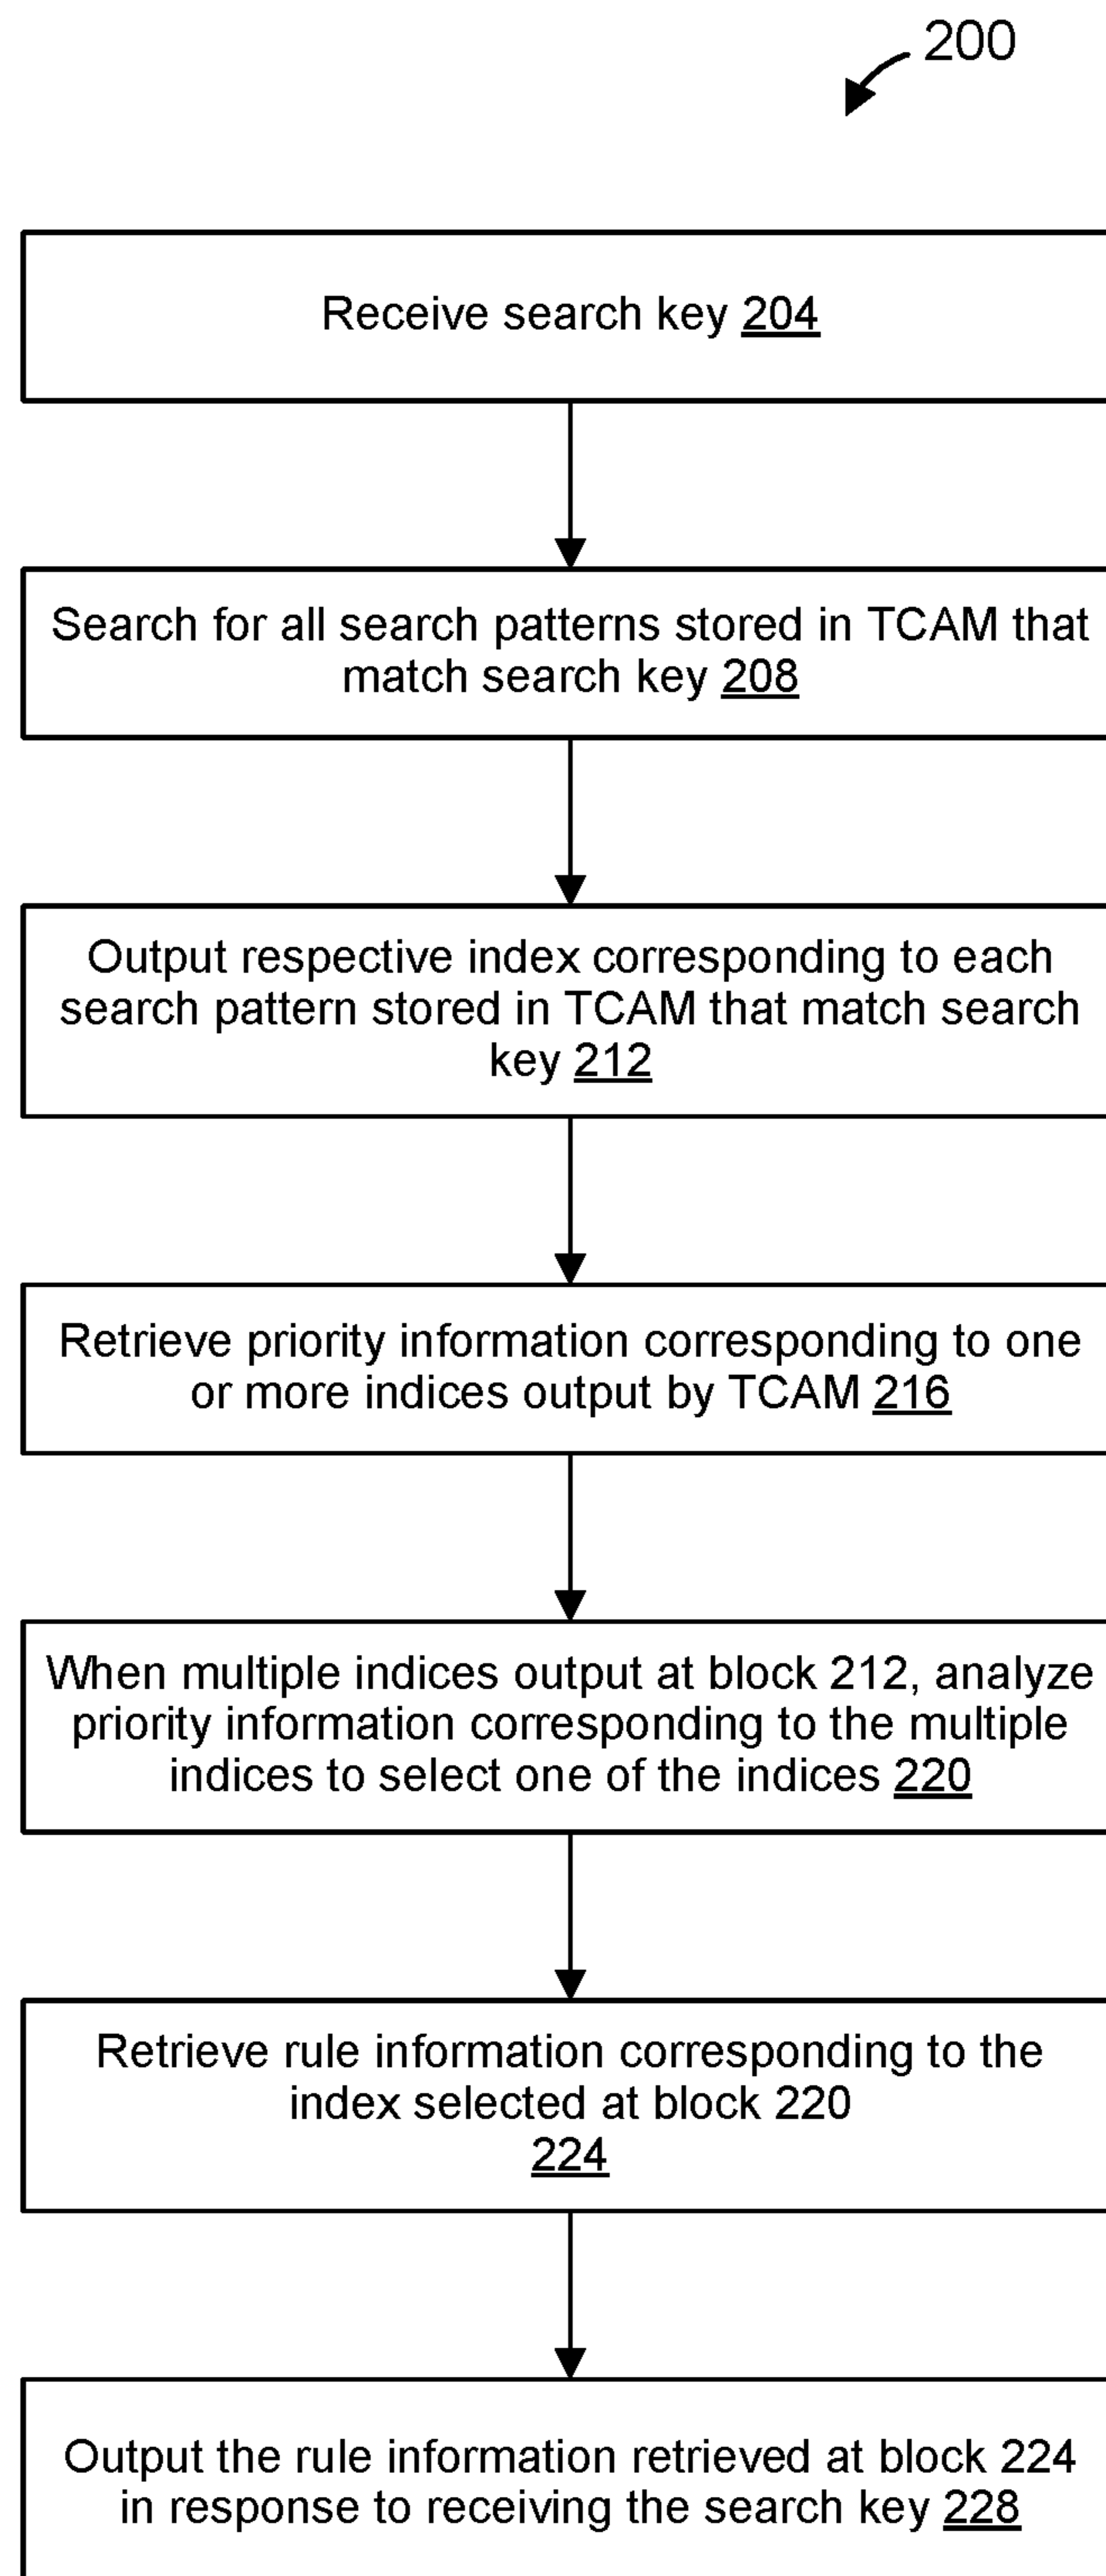 200
Receive search key 204
Search for all search patterns stored in TCAM that
match search key 208
Output respective index corresponding to each
search pattern stored in TCAM that match search
key 212
Retrieve priority information corresponding to one
or more indices output by TCAM 216
When multiple indices output at block 212, analyze
priority information corresponding to the multiple
indices to select one of the indices 220
Retrieve rule information corresponding to the
index selected at block 220
224
Output the rule information retrieved at block 224
in response to receiving the search key 228